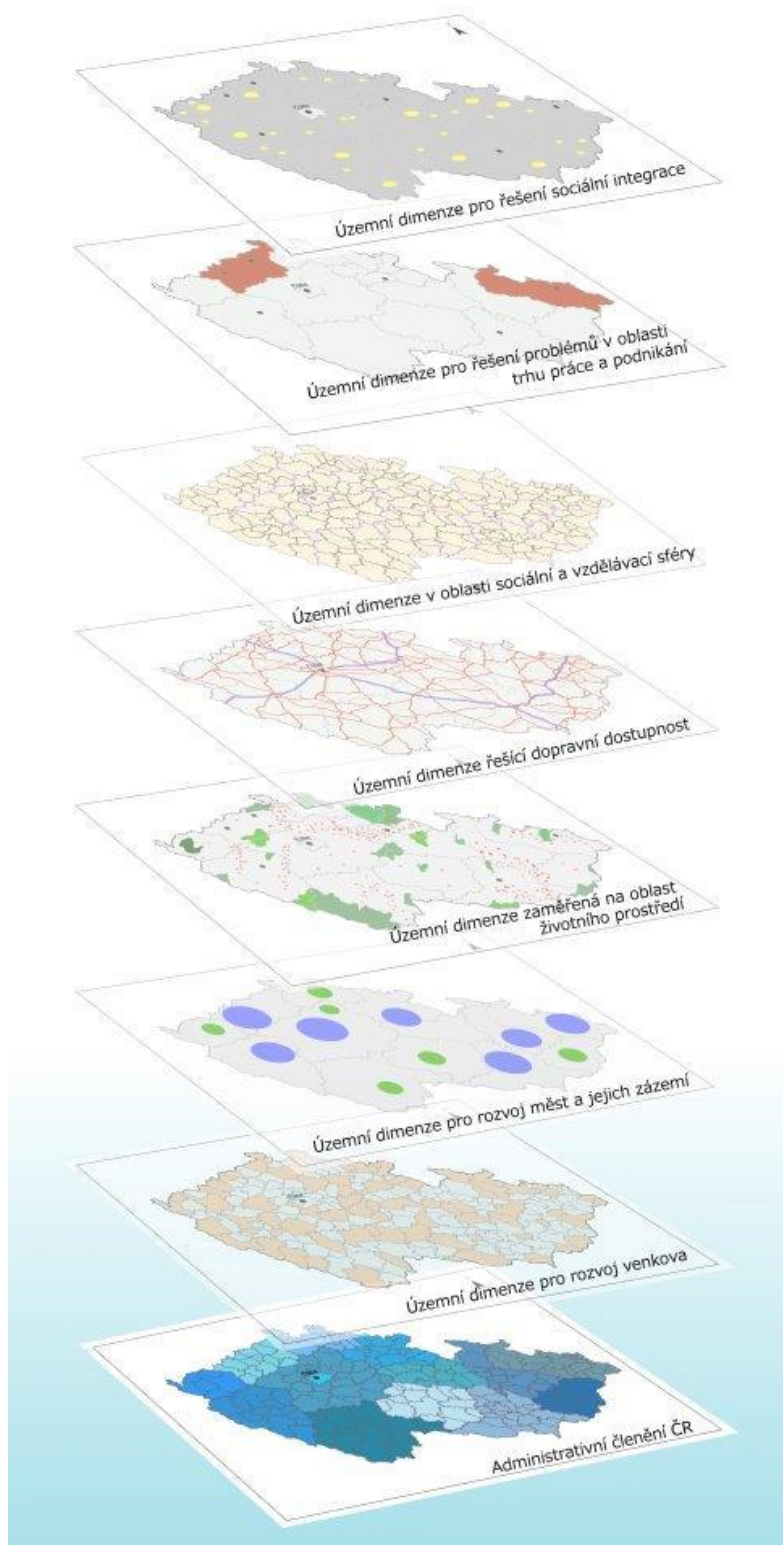 Územní dimenze pro řešení sociální integrace
Územní dimenze pro řešení problémů v oblasti
trhu práce a podnikání
Územní dimenze v oblasti sociální a vzdělávací sféry
Územní dimenze řešící dopravní dostupnost
Územní dimenze zaměřená na oblast
životního prostředí
Územní dimenze pro rozvoj měst a jejich zázemí
Územní dimenze pro rozvoj venkova
Administrativní členění ČR